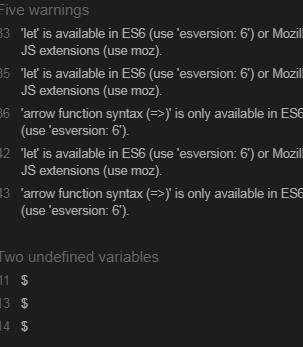 Five warnings
33 'let' is available in ES6 (use 'esversion: 6') or Mozill
JS extensions (use moz).
35 'let' is available in ES6 (use 'esversion: 6') or Mozill
JS extensions (use moz).
36 'arrow function syntax (=>)' is only available in ES6
(use 'esversion: 6').
42 'let' is available in ES6 (use 'esversion: 6') or Mozill
JS extensions (use moz).
43 'arrow function syntax (=>)' is only available in ES6
(use 'esversion: 6').
Two undefined variables
11 $
13 $
14 $